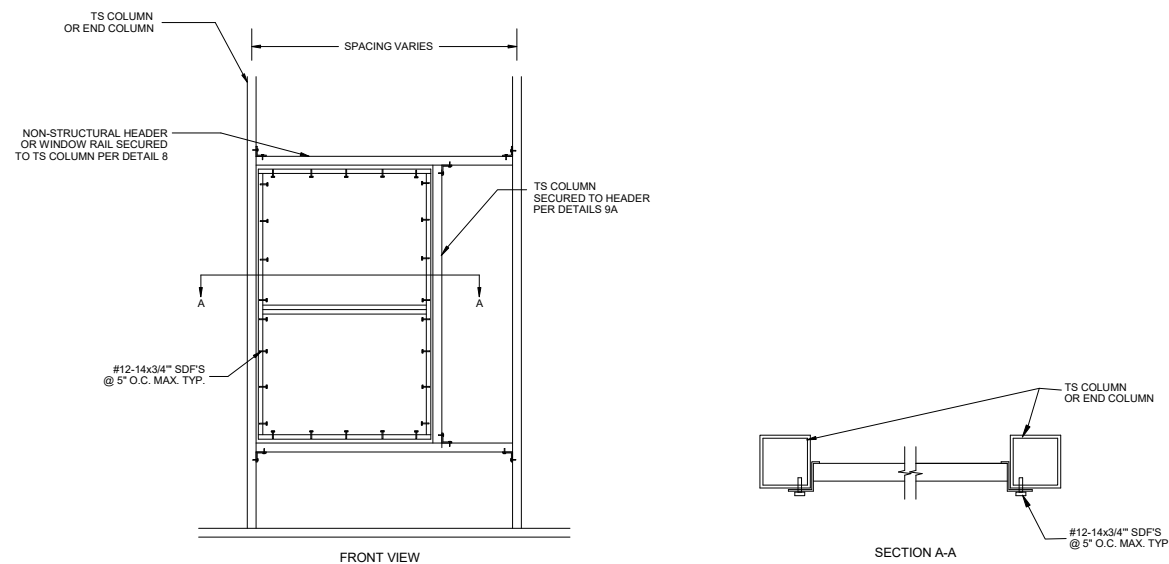 TS COLUMN
OR END COLUMN
SPACING VARIES
NON-STRUCTURAL HEADER
OR WINDOW RAIL SECURED
TO TS COLUMN PER DETAIL 8
TS COLUMN
SECURED TO HEADER
PER DETAILS 9A
A
A
#12-14x3/4"' SDF'S
@ 5" O.C. MAX. TYP.
FRONT VIEW
TS COLUMN
OR END COLUMN
#12-14x3/4"' SDF'S
@ 5" O.C. MAX. TYP
SECTION A-A